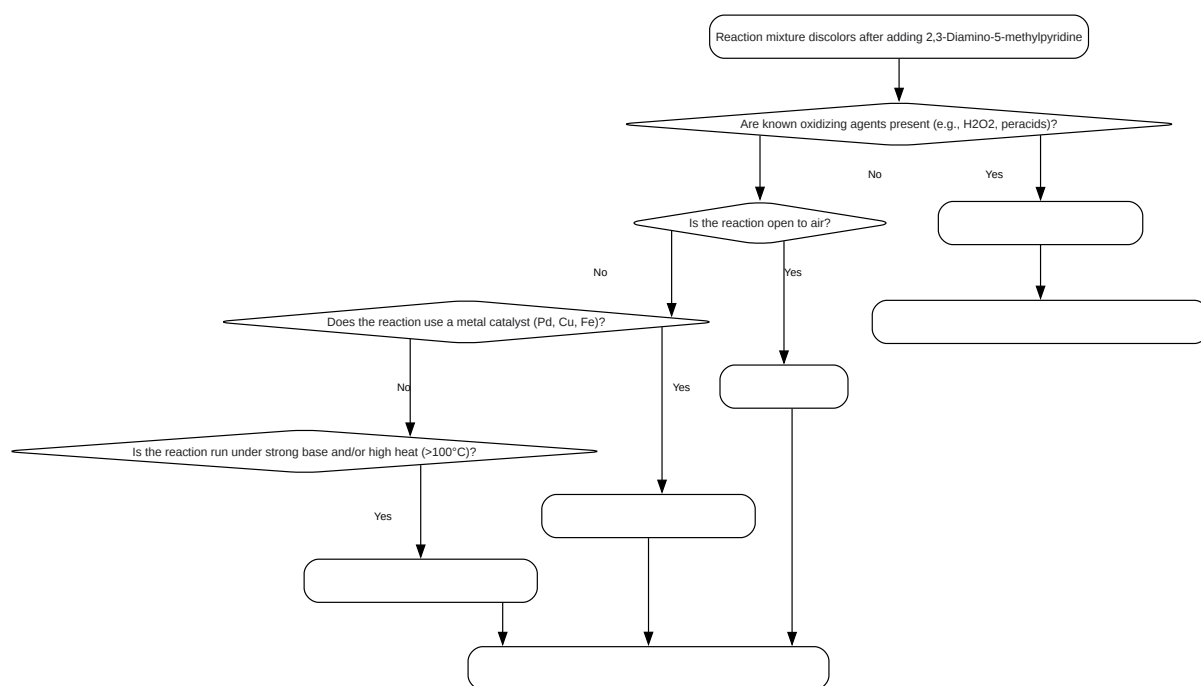 Reaction mixture discolors after adding 2,3-Diamino-5-methylpyridine
Are known oxidizing agents present (e.g., H2O2, peracids)?
No
Yes
Is the reaction open to air?
No
Yes
Does the reaction use a metal catalyst (Pd, Cu, Fe)?
No
Yes
Is the reaction run under strong base and/or high heat (>100°C)?
Yes